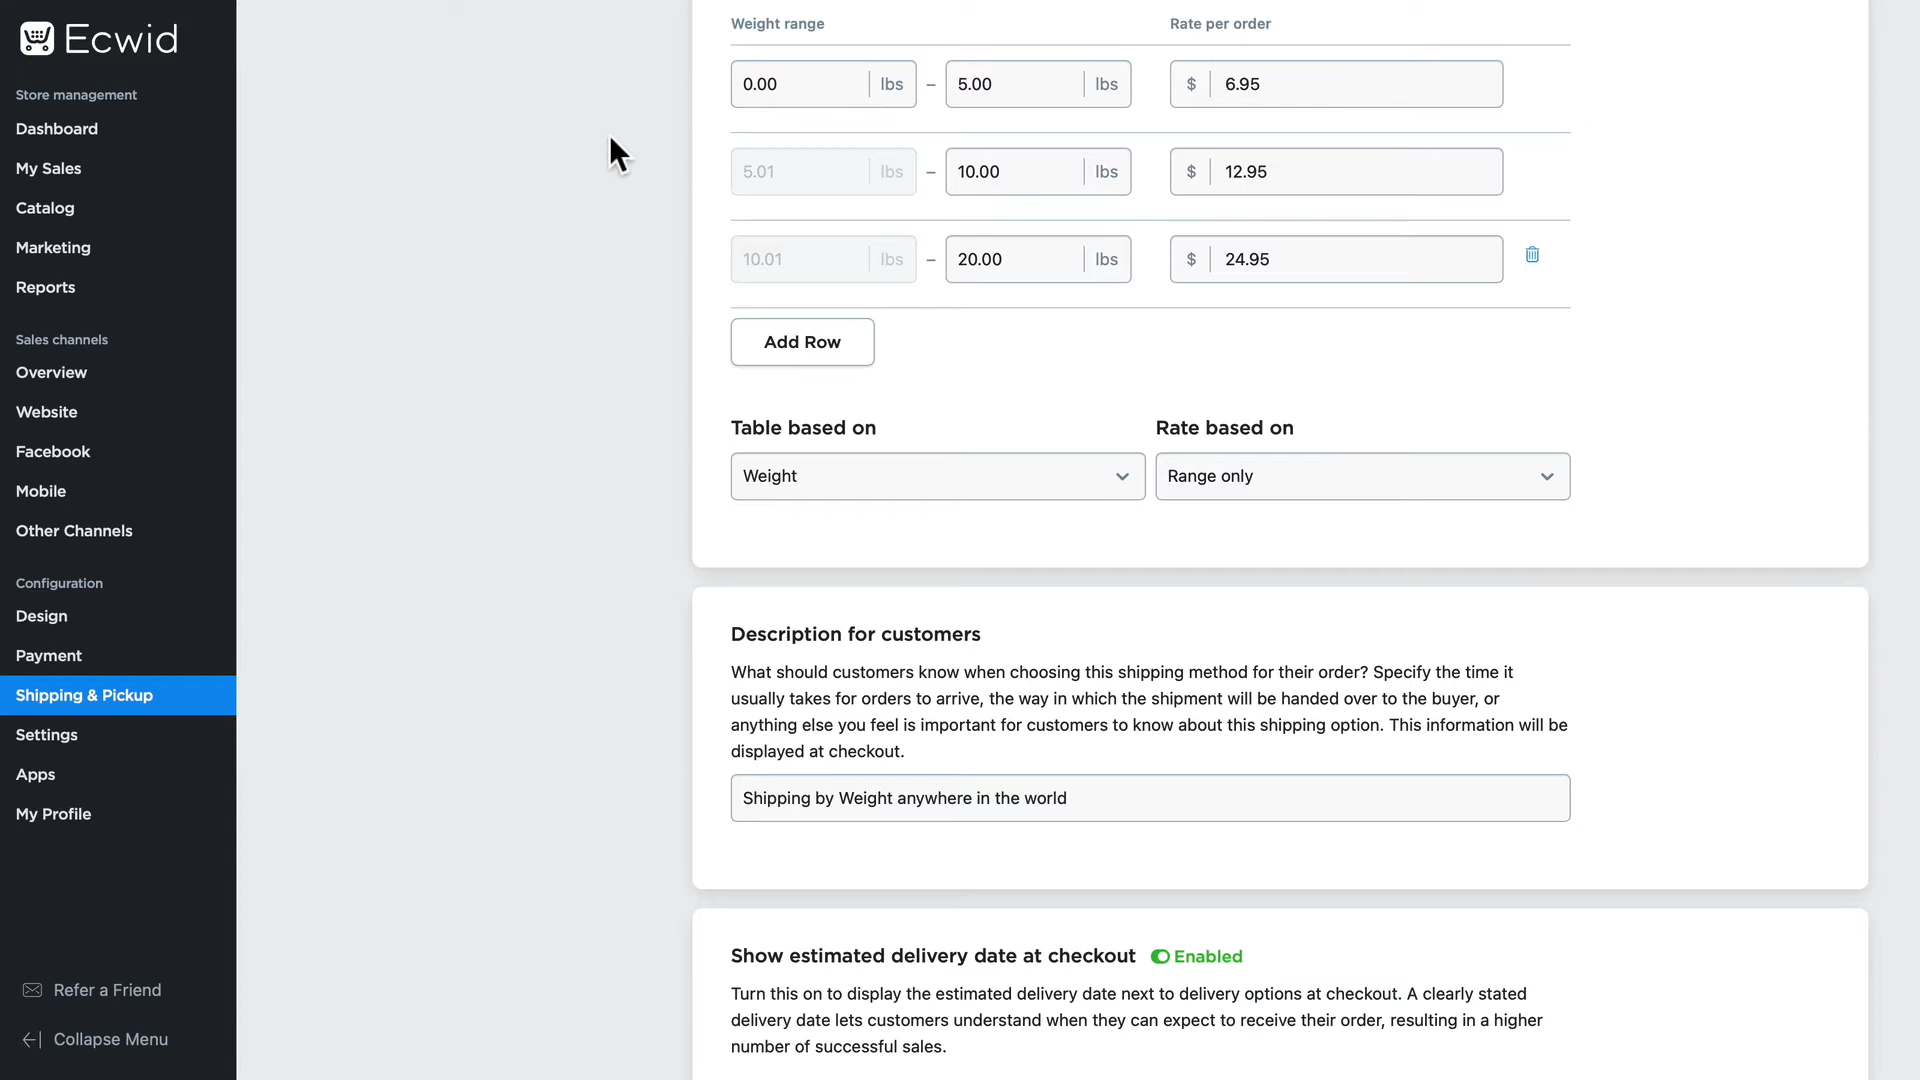 Ecwid
Store management
Dashboard
My Sales
Catalog
Marketing
Reports
Sales channels
Overview
Website
Facebook
Mobile
Other Channels
Configuration
Design
Payment
Shipping & Pickup
Settings
Apps
My Profile
Refer a Friend
Collapse Menu
Weight range Rate per order
0.00 lbs – 5.00 lbs $ 6.95
5.01 lbs – 10.00 lbs $ 12.95
10.01 lbs – 20.00 lbs $ 24.95
Add Row
Table based on Rate based on
Weight Range only
Description for customers
What should customers know when choosing this shipping method for their order? Specify the time it
usually takes for orders to arrive, the way in which the shipment will be handed over to the buyer, or
anything else you feel is important for customers to know about this shipping option. This information will be
displayed at checkout.
Shipping by Weight anywhere in the world
Show estimated delivery date at checkout Enabled
Turn this on to display the estimated delivery date next to delivery options at checkout. A clearly stated
delivery date lets customers understand when they can expect to receive their order, resulting in a higher
number of successful sales.